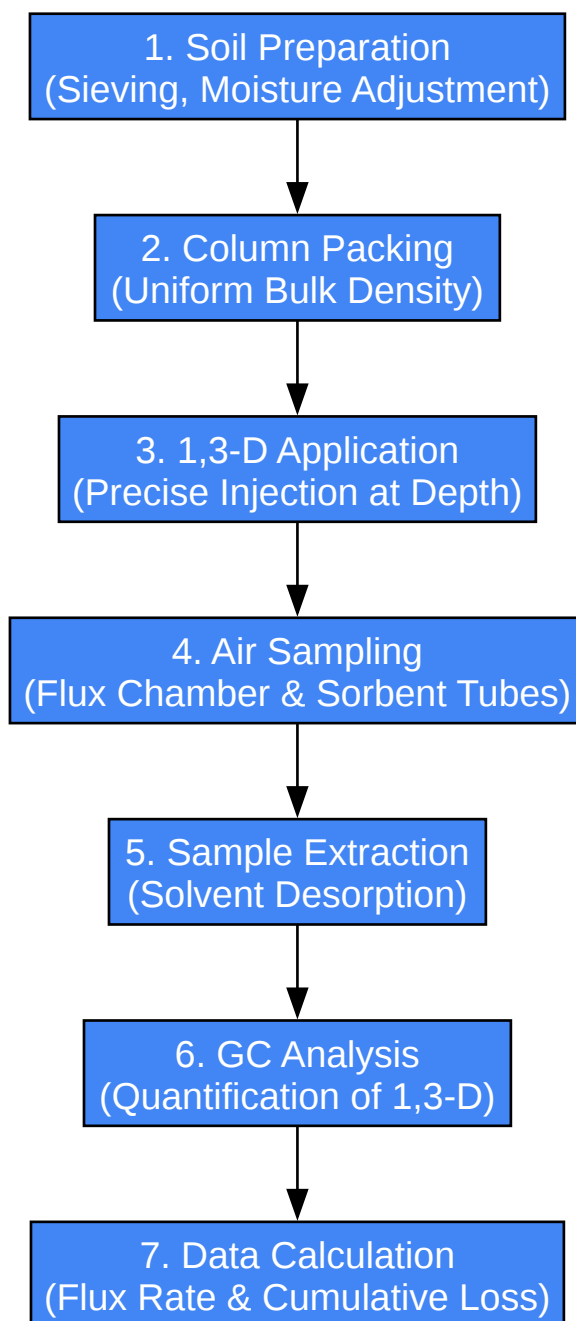 1. Soil Preparation
(Sieving, Moisture Adjustment)
2. Column Packing
(Uniform Bulk Density)
3. 1,3-D Application
(Precise Injection at Depth)
4. Air Sampling
(Flux Chamber & Sorbent Tubes)
5. Sample Extraction
(Solvent Desorption)
6. GC Analysis
(Quantification of 1,3-D)
7. Data Calculation
(Flux Rate & Cumulative Loss)